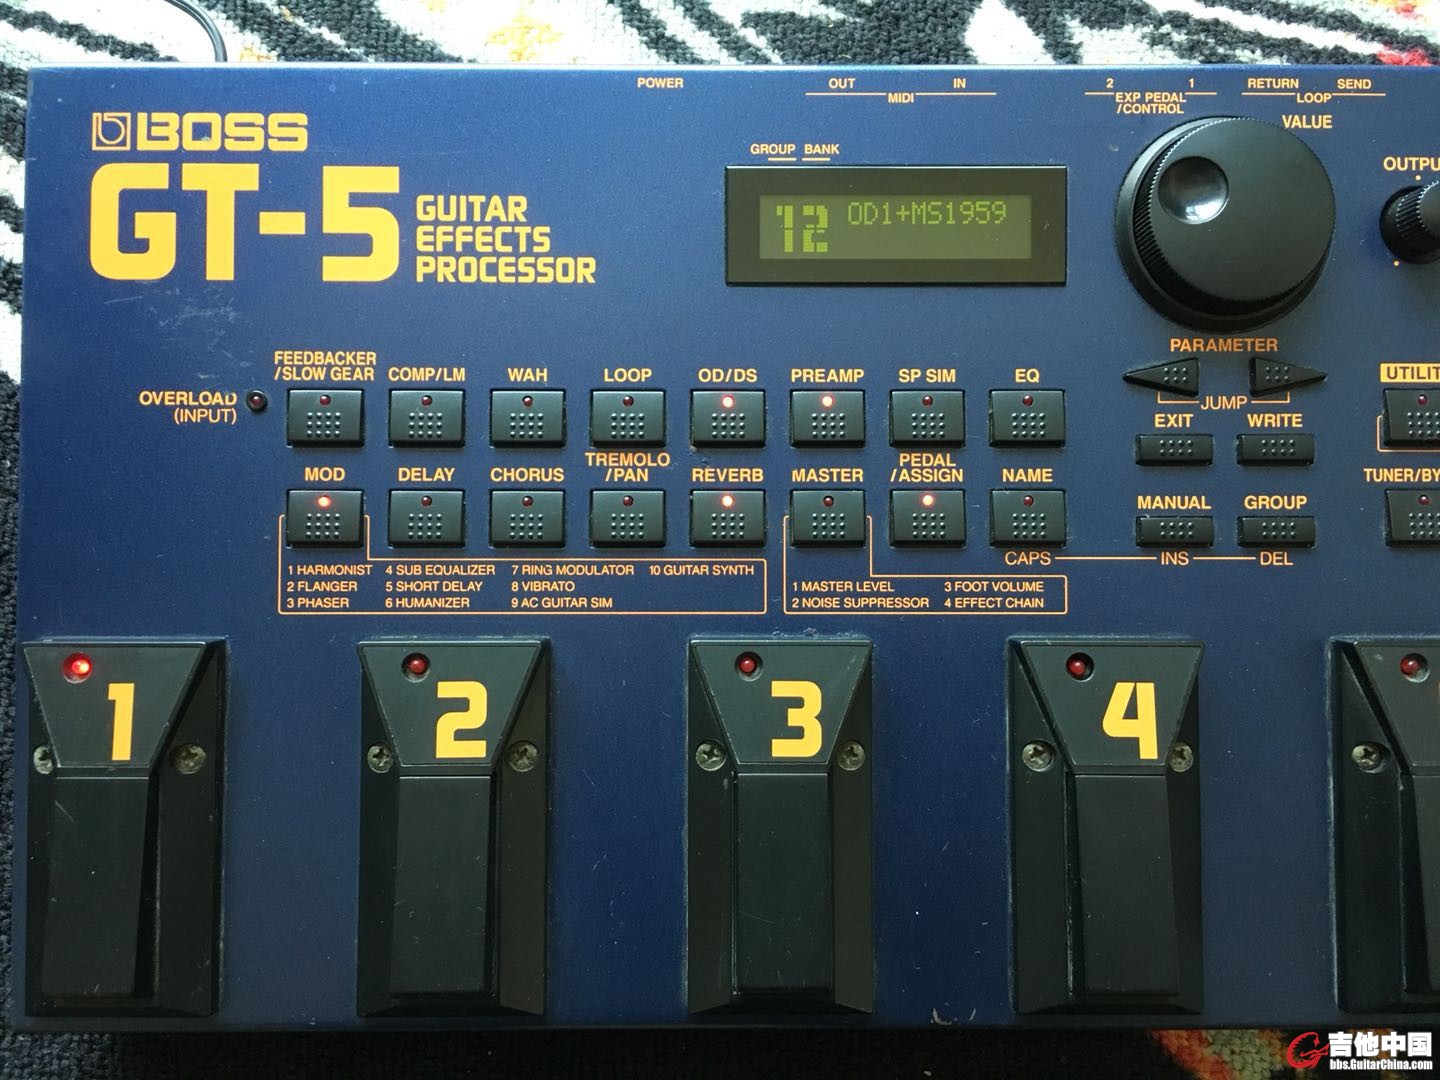 POWER
OUT
IN
MIDI
2
1
EXP PEDAL
/CONTROL
RETURN
SEND
LOOP
VALUE
BOSS
GT-5
GUITAR
EFFECTS
PROCESSOR
GROUP BANK
12 OD1+MS1959
OUTPU
PARAMETER
JUMP
EXIT
WRITE
UTILIT
OVERLOAD
(INPUT)
FEEDBACKER
/SLOW GEAR
COMP/LM
WAH
LOOP
OD/DS
PREAMP
SP SIM
EQ
MOD
DELAY
CHORUS
TREMOLO
/PAN
REVERB
MASTER
PEDAL
/ASSIGN
NAME
MANUAL
GROUP
TUNER/BY
CAPS
INS
DEL
1 HARMONIST 4 SUB EQUALIZER 7 RING MODULATOR 10 GUITAR SYNTH
2 FLANGER 5 SHORT DELAY 8 VIBRATO
3 PHASER 6 HUMANIZER 9 AC GUITAR SIM
1 MASTER LEVEL 3 FOOT VOLUME
2 NOISE SUPPRESSOR 4 EFFECT CHAIN
1
2
3
4
吉他中国
bbs.GuitarChina.com